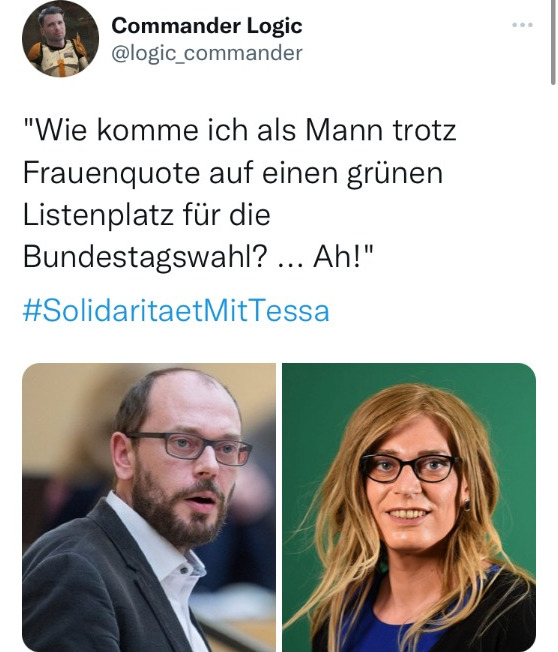 Commander Logic
@logic_commander
"Wie komme ich als Mann trotz
Frauenquote auf einen grünen
Listenplatz für die
Bundestagswahl? ... Ah!"
#SolidaritaetMitTessa